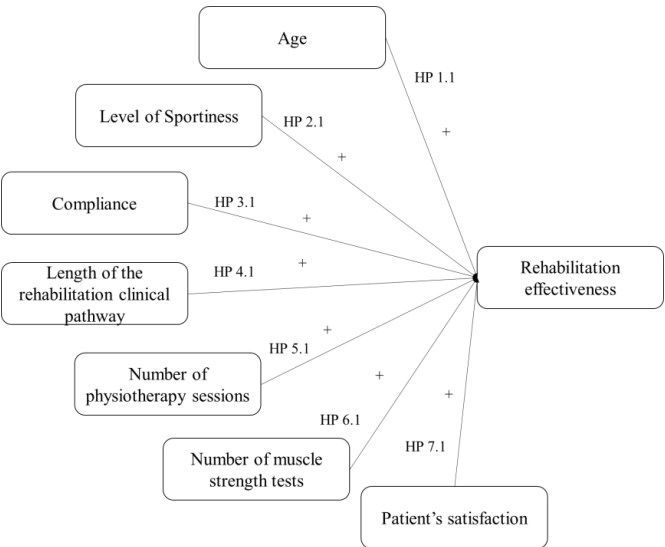 Age
HP 1.1
+
Level of Sportiness
HP 2.1
+
Compliance
HP 3.1
+
Length of the
rehabilitation clinical
pathway
HP 4.1
+
Rehabilitation
effectiveness
Number of
physiotherapy sessions
HP 5.1
+
Number of muscle
strength tests
HP 6.1
+
Patient’s satisfaction
HP 7.1
+